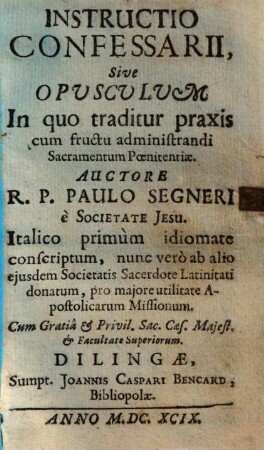 INSTRUCTIO
CONFESSARII,
Sive
OPUSCULUM
In quo traditur praxis
cum fructu administrandi
Sacramentum Pœnitentiæ.
AUCTORE
R. P. PAULO SEGNERI
è SOCIETATE JESU.
Italico primùm idiomate
conscriptum, nunc verò ab alio
ejusdem Societatis Sacerdote Latinitati
donatum, pro majore utilitate A-
postolicarum Missionum.
Cum Gratiâ & Privil. Sac. Cæs. Majest.
& Facultate Superiorum.
DILINGÆ,
Sumpt. JOANNIS CASPARI BENCARD,
Bibliopolæ.
ANNO M.DC. XCIX.